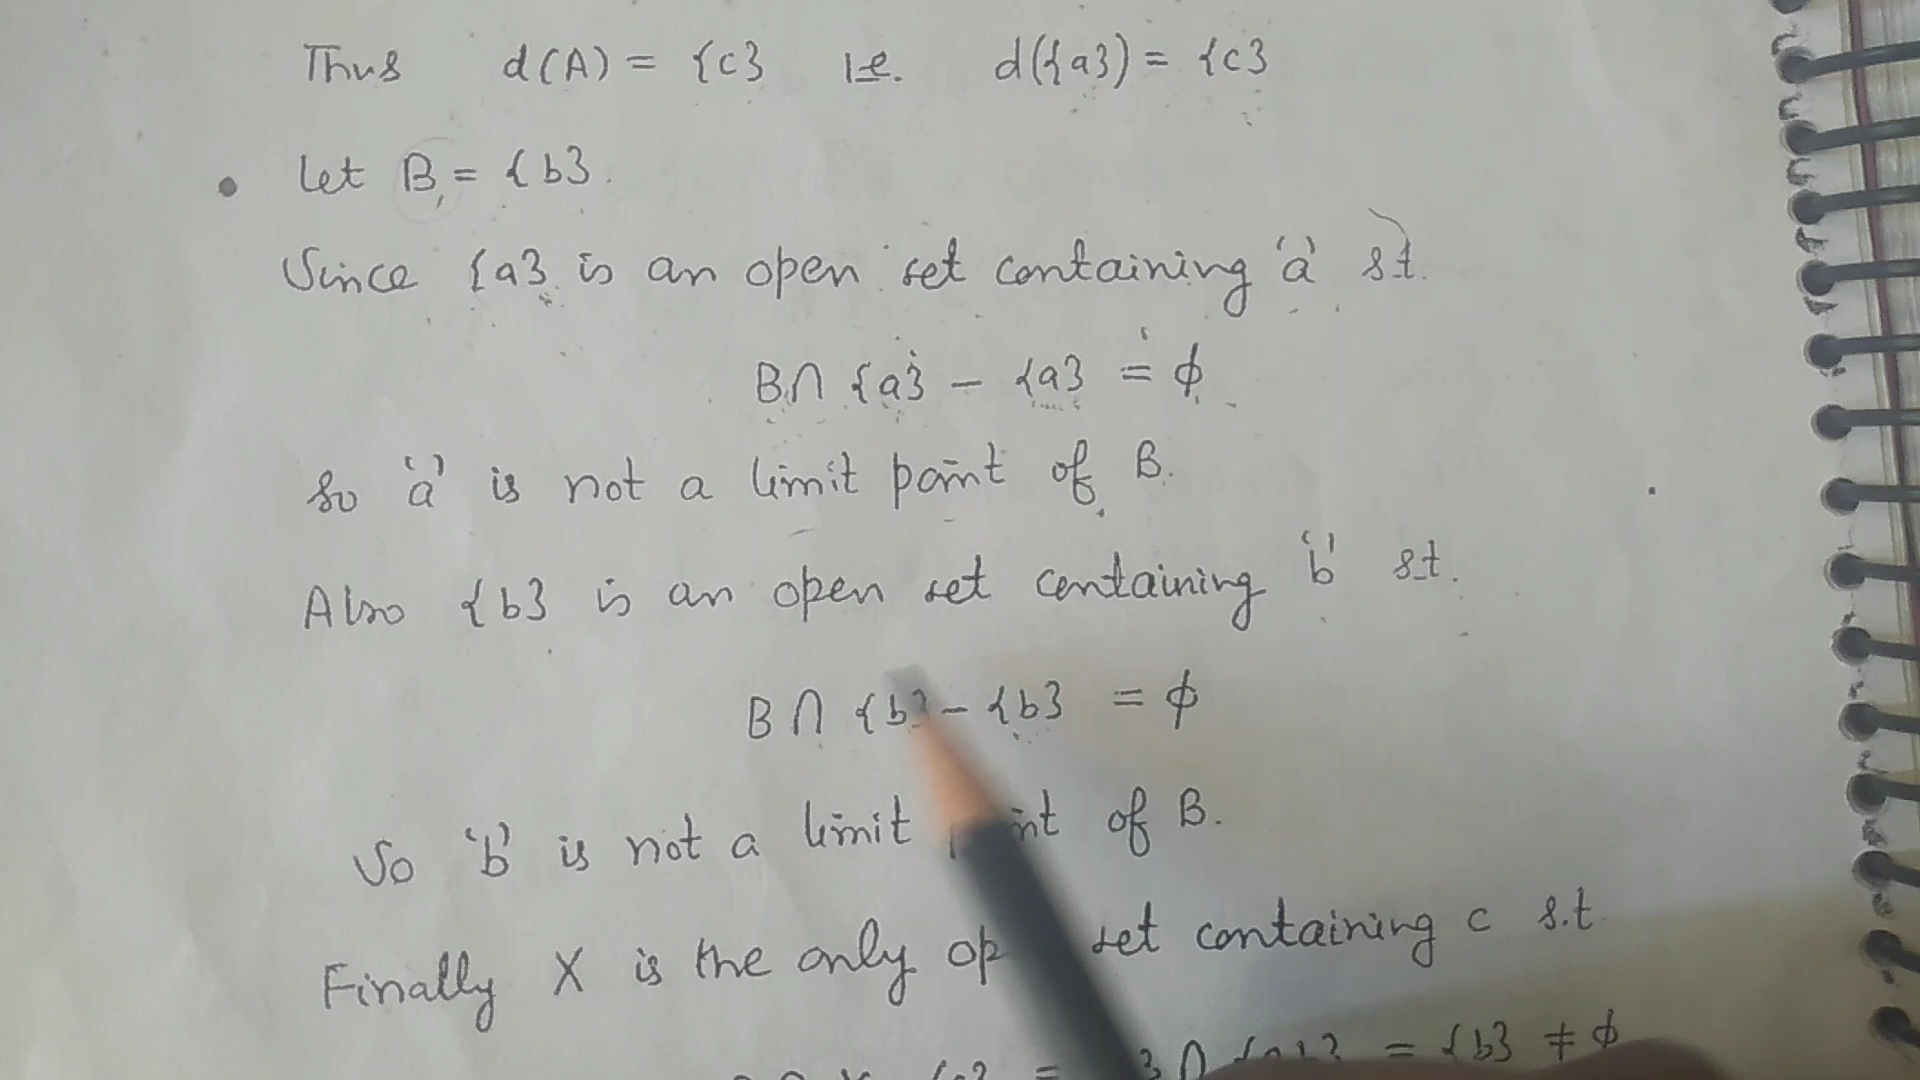 Thus d(A) = {c} i.e. d({a}) = {c}
• Let B = {b}.
Since {a} is an open set containing 'a' s.t.
B∩ {a} - {a} = ϕ
So 'a' is not a limit point of B.
Also {b} is an open set containing 'b' s.t.
B∩ {b} - {b} = ϕ
So 'b' is not a limit of B.
Finally X is the only set containing c s.t.
= {b} ≠ ϕ